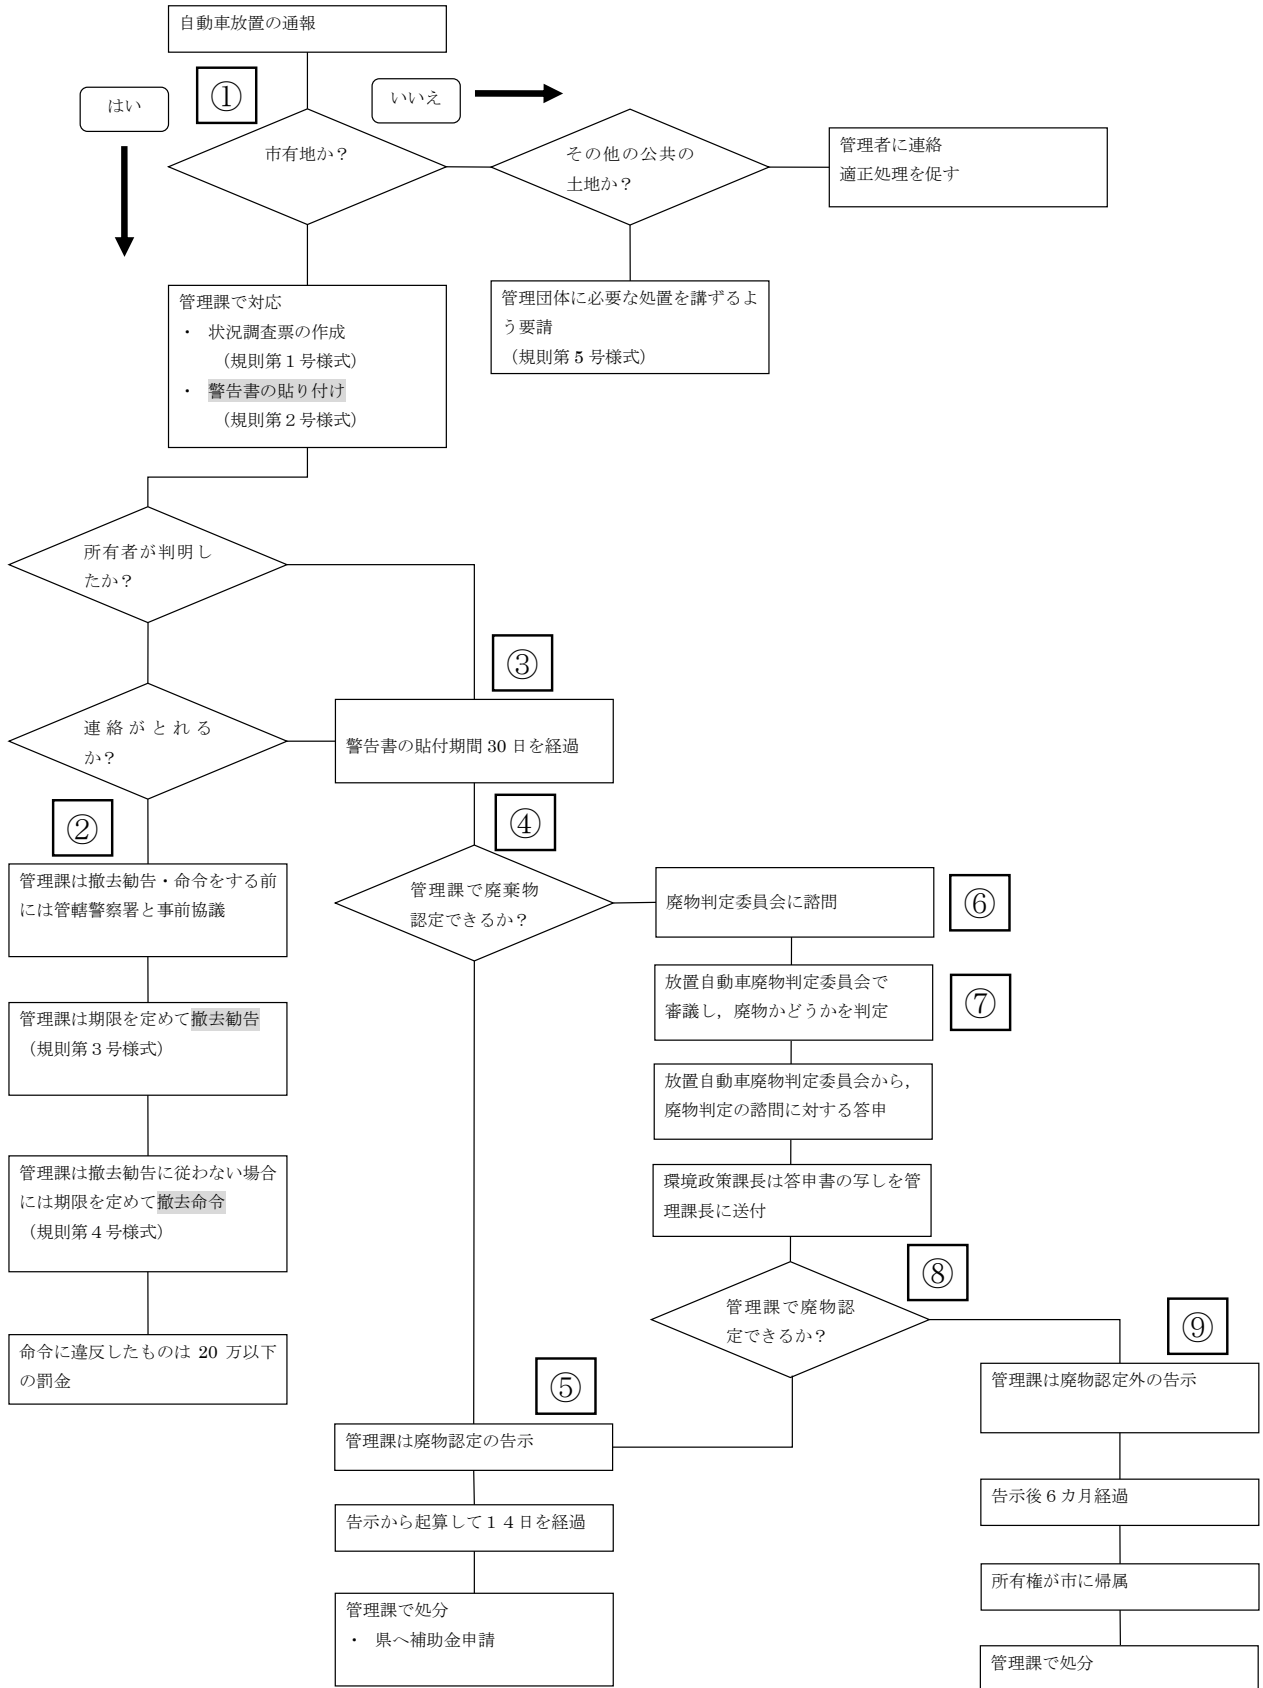 自動車放置の通報
①
はい
いいえ
市有地か？
その他の公共の
土地か？
管理者に連絡
適正処理を促す
管理課で対応
・ 状況調査票の作成
（規則第１号様式）
・ 警告書の貼り付け
（規則第２号様式）
管理団体に必要な処置を講ずるよ
う要請
（規則第 5 号様式）
所有者が判明し
たか？
③
連絡がとれる
か？
警告書の貼付期間 30 日を経過
②
④
管理課は撤去勧告・命令をする前
には管轄警察署と事前協議
管理課で廃棄物
認定できるか？
廃物判定委員会に諮問
⑥
放置自動車廃物判定委員会で
審議し，廃物かどうかを判定
⑦
管理課は期限を定めて撤去勧告
（規則第３号様式）
放置自動車廃物判定委員会から，
廃物判定の諮問に対する答申
管理課は撤去勧告に従わない場合
には期限を定めて撤去命令
（規則第４号様式）
環境政策課長は答申書の写しを管
理課長に送付
⑧
管理課で廃物認
定できるか？
⑨
命令に違反したものは 20 万以下
の罰金
⑤
管理課は廃物認定外の告示
管理課は廃物認定の告示
告示後６カ月経過
告示から起算して１４日を経過
所有権が市に帰属
管理課で処分
・ 県へ補助金申請
管理課で処分